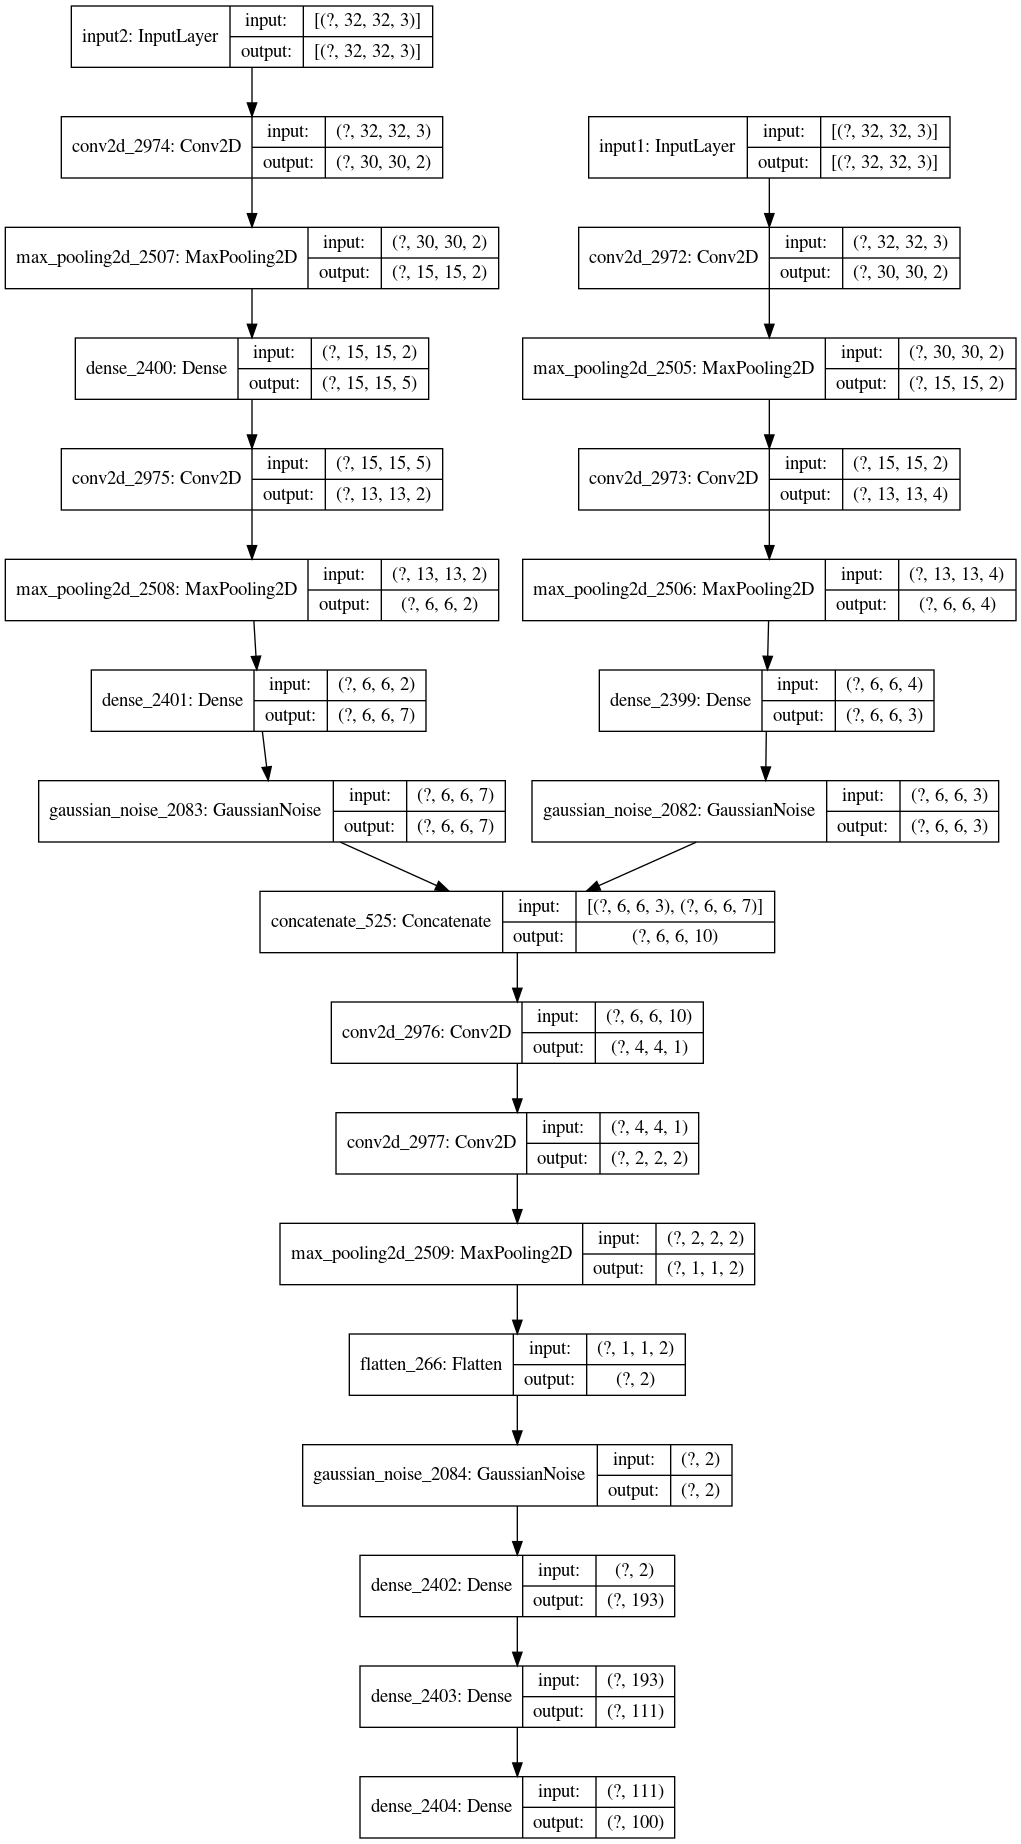 input2: InputLayer
input: [(?, 32, 32, 3)]
output: [(?, 32, 32, 3)]
conv2d_2974: Conv2D
input: (?, 32, 32, 3)
output: (?, 30, 30, 2)
input1: InputLayer
input: [(?, 32, 32, 3)]
output: [(?, 32, 32, 3)]
max_pooling2d_2507: MaxPooling2D
input: (?, 30, 30, 2)
output: (?, 15, 15, 2)
conv2d_2972: Conv2D
input: (?, 32, 32, 3)
output: (?, 30, 30, 2)
dense_2400: Dense
input: (?, 15, 15, 2)
output: (?, 15, 15, 5)
max_pooling2d_2505: MaxPooling2D
input: (?, 30, 30, 2)
output: (?, 15, 15, 2)
conv2d_2975: Conv2D
input: (?, 15, 15, 5)
output: (?, 13, 13, 2)
conv2d_2973: Conv2D
input: (?, 15, 15, 2)
output: (?, 13, 13, 4)
max_pooling2d_2508: MaxPooling2D
input: (?, 13, 13, 2)
output: (?, 6, 6, 2)
max_pooling2d_2506: MaxPooling2D
input: (?, 13, 13, 4)
output: (?, 6, 6, 4)
dense_2401: Dense
input: (?, 6, 6, 2)
output: (?, 6, 6, 7)
dense_2399: Dense
input: (?, 6, 6, 4)
output: (?, 6, 6, 3)
gaussian_noise_2083: GaussianNoise
input: (?, 6, 6, 7)
output: (?, 6, 6, 7)
gaussian_noise_2082: GaussianNoise
input: (?, 6, 6, 3)
output: (?, 6, 6, 3)
concatenate_525: Concatenate
input: [(?, 6, 6, 3), (?, 6, 6, 7)]
output: (?, 6, 6, 10)
conv2d_2976: Conv2D
input: (?, 6, 6, 10)
output: (?, 4, 4, 1)
conv2d_2977: Conv2D
input: (?, 4, 4, 1)
output: (?, 2, 2, 2)
max_pooling2d_2509: MaxPooling2D
input: (?, 2, 2, 2)
output: (?, 1, 1, 2)
flatten_266: Flatten
input: (?, 1, 1, 2)
output: (?, 2)
gaussian_noise_2084: GaussianNoise
input: (?, 2)
output: (?, 2)
dense_2402: Dense
input: (?, 2)
output: (?, 193)
dense_2403: Dense
input: (?, 193)
output: (?, 111)
dense_2404: Dense
input: (?, 111)
output: (?, 100)